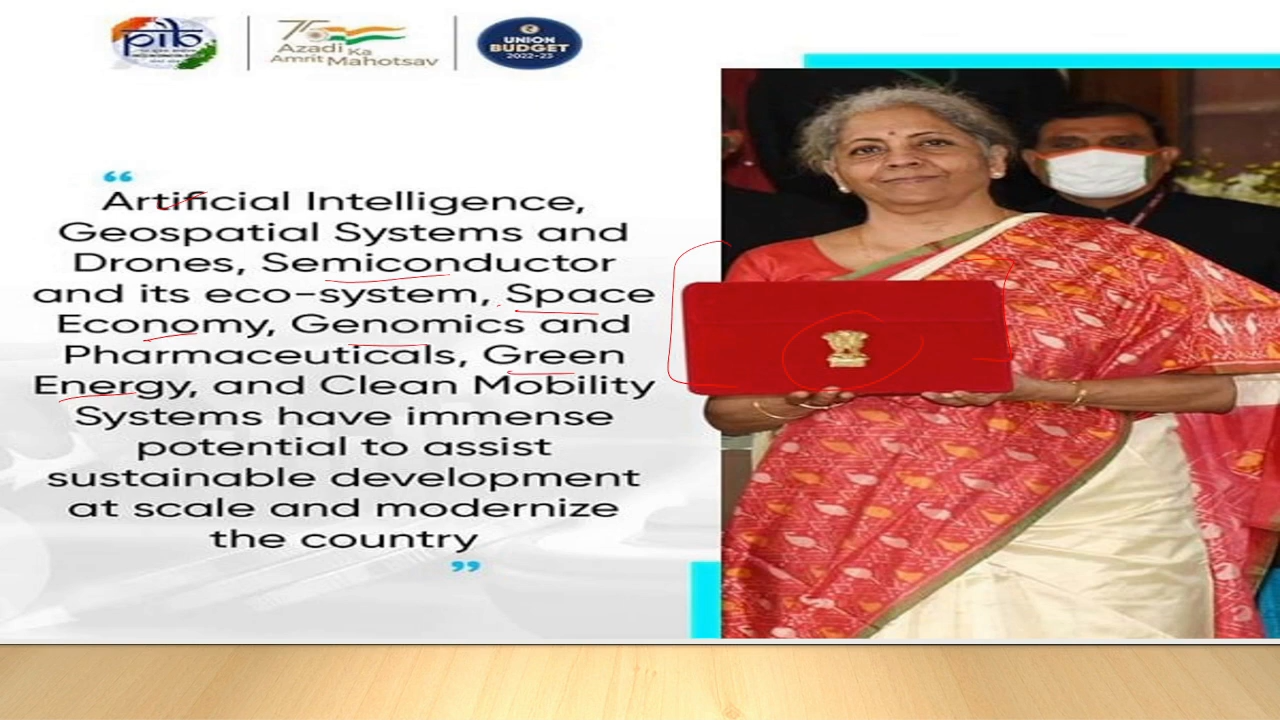 pib
75
Azadi Ka
Amrit Mahotsav
UNION
BUDGET
2022-23
“
Artificial Intelligence,
Geospatial Systems and
Drones, Semiconductor
and its eco-system, Space
Economy, Genomics and
Pharmaceuticals, Green
Energy, and Clean Mobility
Systems have immense
potential to assist
sustainable development
at scale and modernize
the country
”